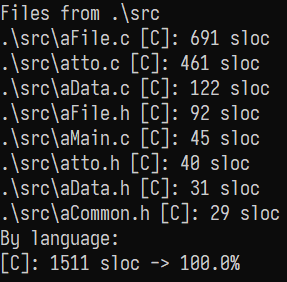 Files from .\src
.\src\aFile.c [C]: 691 sloc
.\src\atto.c [C]: 461 sloc
.\src\aData.c [C]: 122 sloc
.\src\aFile.h [C]: 92 sloc
.\src\aMain.c [C]: 45 sloc
.\src\atto.h [C]: 40 sloc
.\src\aData.h [C]: 31 sloc
.\src\aCommon.h [C]: 29 sloc
By language:
[C]: 1511 sloc -> 100.0%